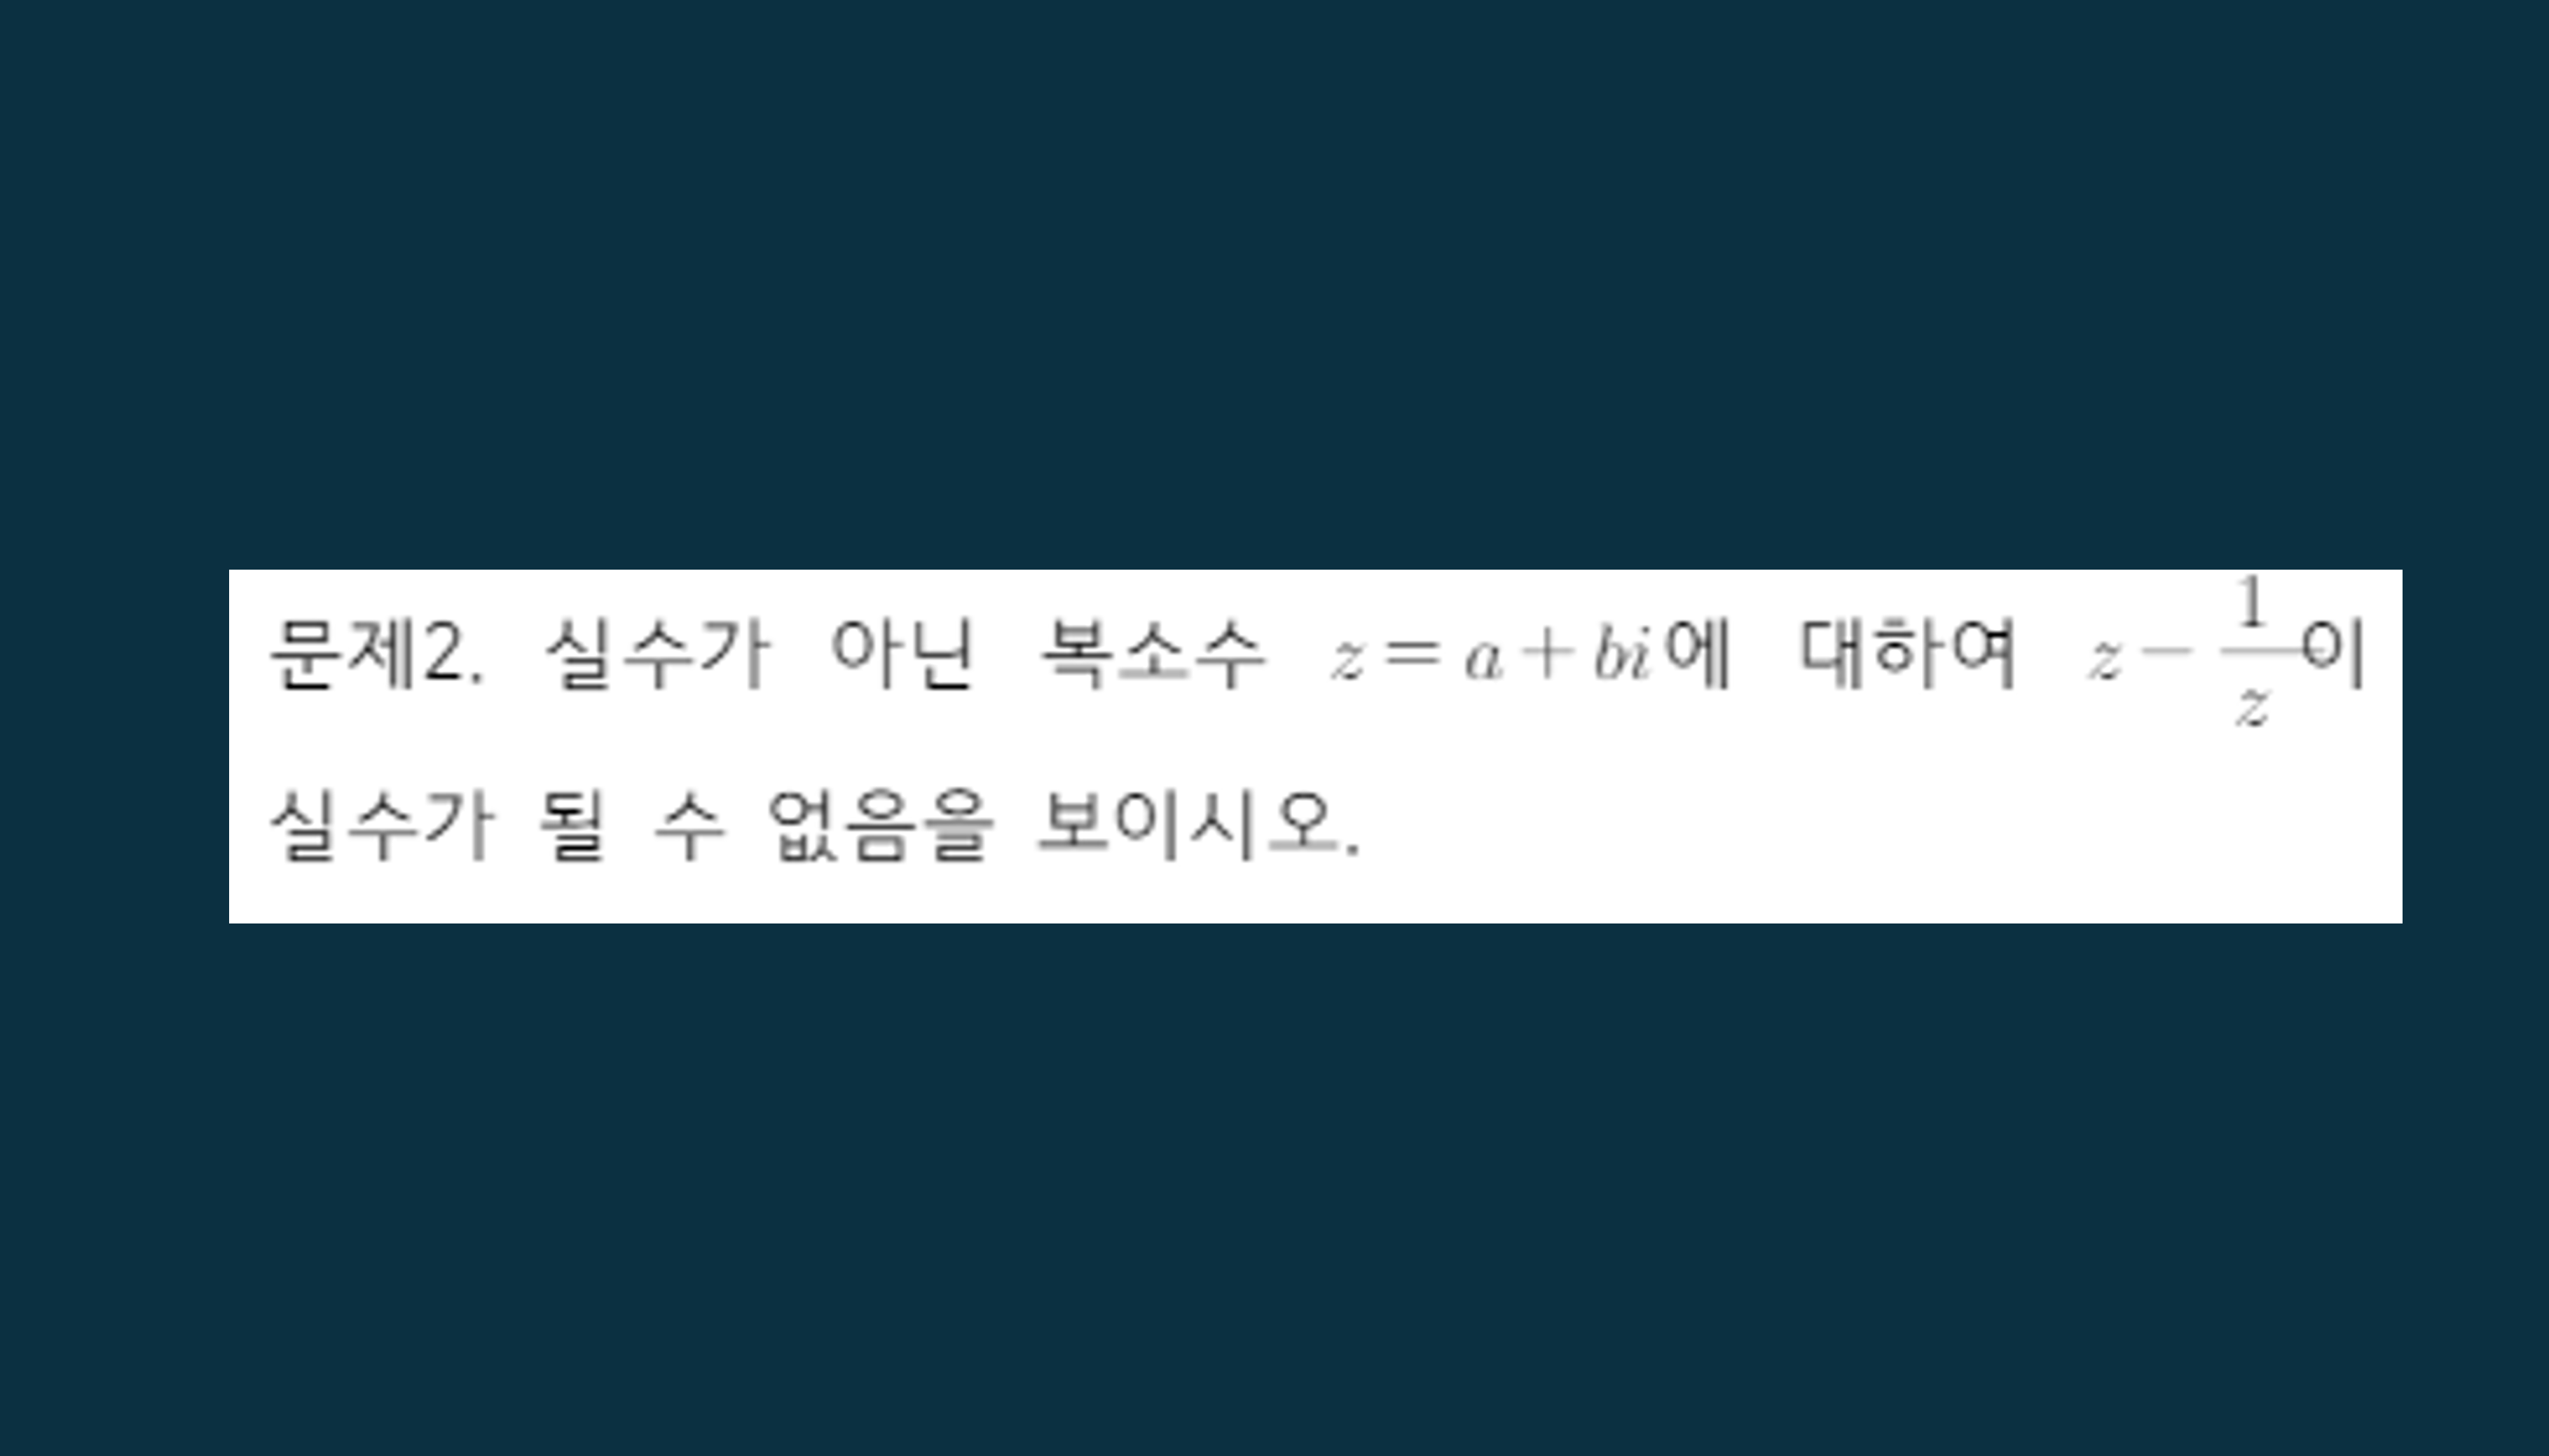 문제2. 실수가 아닌 복소수 z = a + bi에 대하여 z - 1/z이
실수가 될 수 없음을 보이시오.